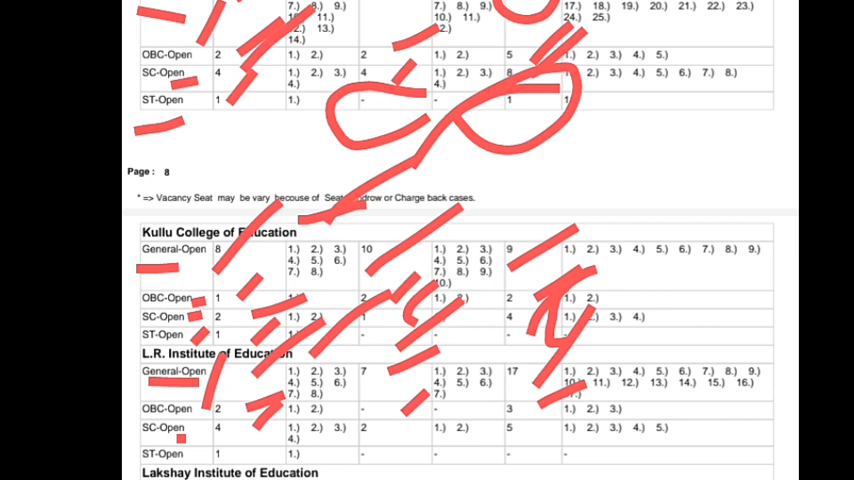 7.) 8.) 9.) 7.) 8.) 9.) 17.) 18.) 19.) 20.) 21.) 22.) 23.)
11.) 10.) 11.) 24.) 25.)
13.)
14.)
OBC-Open 2 1.) 2.) 2 1.) 2.) 5 1.) 2.) 3.) 4.) 5.)
SC-Open 4 1.) 2.) 3.) 4 1.) 2.) 3.) 8 2.) 3.) 4.) 5.) 6.) 7.) 8.)
4.) 4.)
ST-Open 1 1.) - - 1
Page : 8
* => Vacancy Seat may be vary becouse of or Charge back cases.
Kullu College of Education
General-Open 8 1.) 2.) 3.) 10 1.) 2.) 3.) 9 1.) 2.) 3.) 4.) 5.) 6.) 7.) 8.) 9.)
4.) 5.) 6.) 4.) 5.) 6.)
7.) 8.) 7.) 8.) 9.)
10.)
OBC-Open 1 2 1.) 2 1.) 2.)
SC-Open 2 1.) 4 1.) 3.) 4.)
ST-Open 1 - - - -
L.R. Institute of Education
General-Open 1.) 2.) 3.) 7 1.) 2.) 3.) 17 1.) 2.) 3.) 4.) 5.) 6.) 7.) 8.) 9.)
4.) 5.) 6.) 4.) 5.) 6.) 11.) 12.) 13.) 14.) 15.) 16.)
7.) 8.) 7.)
OBC-Open 2 1.) 2.) - - 3 1.) 2.) 3.)
SC-Open 4 1.) 2.) 3.) 2 1.) 2.) 5 1.) 2.) 3.) 4.) 5.)
4.)
ST-Open 1 1.) - - - -
Lakshay Institute of Education